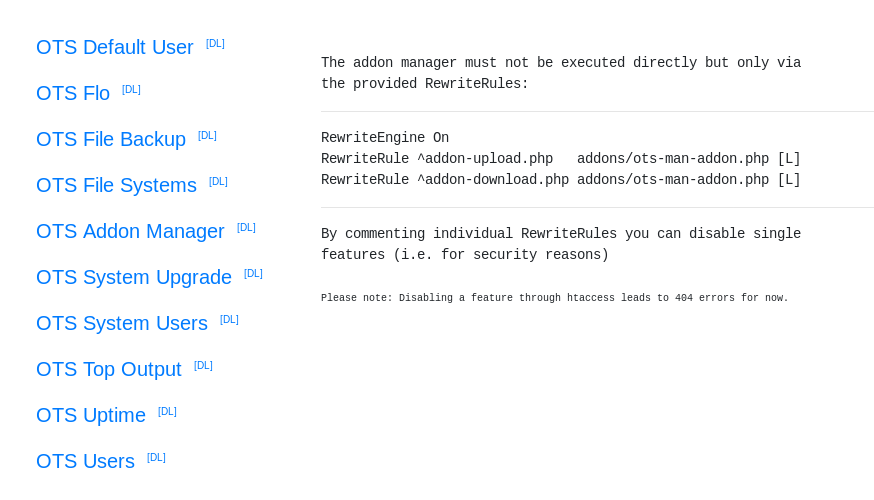 OTS Default User [DL]
OTS Flo [DL]
OTS File Backup [DL]
OTS File Systems [DL]
OTS Addon Manager [DL]
OTS System Upgrade [DL]
OTS System Users [DL]
OTS Top Output [DL]
OTS Uptime [DL]
OTS Users [DL]
The addon manager must not be executed directly but only via
the provided RewriteRules:
RewriteEngine On
RewriteRule ^addon-upload.php   addons/ots-man-addon.php [L]
RewriteRule ^addon-download.php addons/ots-man-addon.php [L]
By commenting individual RewriteRules you can disable single
features (i.e. for security reasons)
Please note: Disabling a feature through htaccess leads to 404 errors for now.